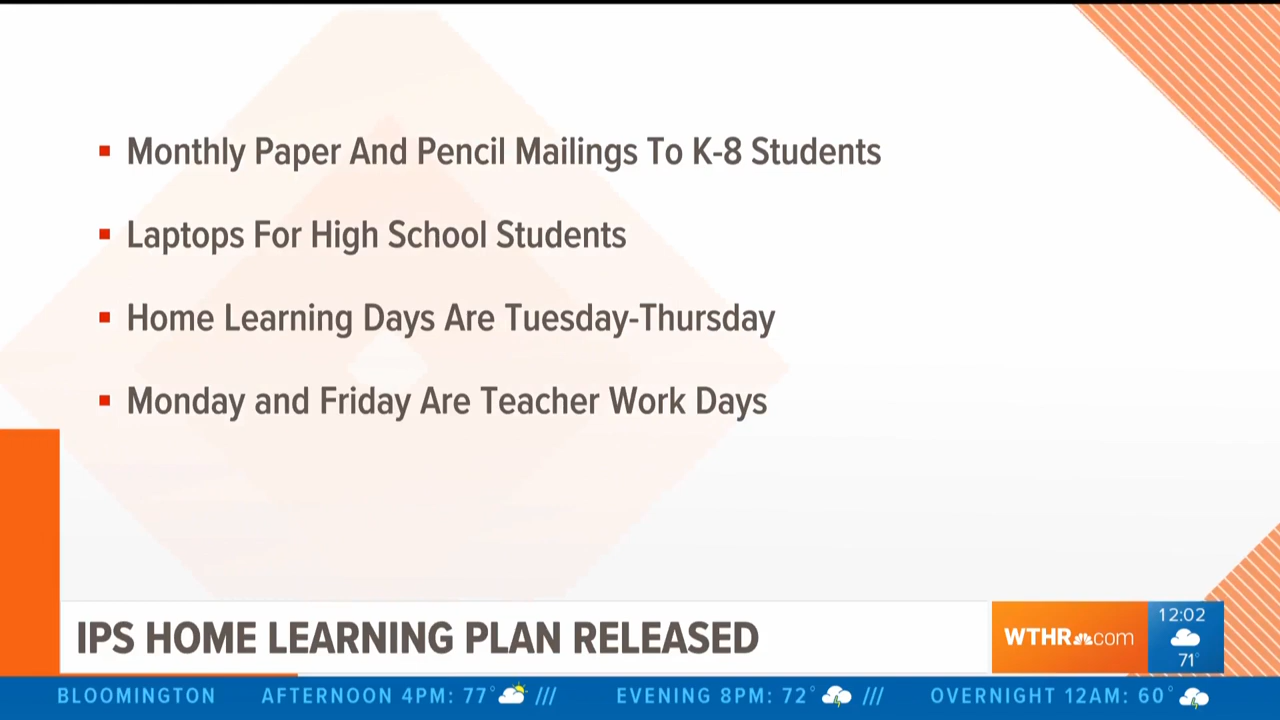 Monthly Paper And Pencil Mailings To K-8 Students
Laptops For High School Students
Home Learning Days Are Tuesday-Thursday
Monday and Friday Are Teacher Work Days
IPS HOME LEARNING PLAN RELEASED
WTHR.com
12:02
71°
BLOOMINGTON AFTERNOON 4PM: 77° /// EVENING 8PM: 72° /// OVERNIGHT 12AM: 60°